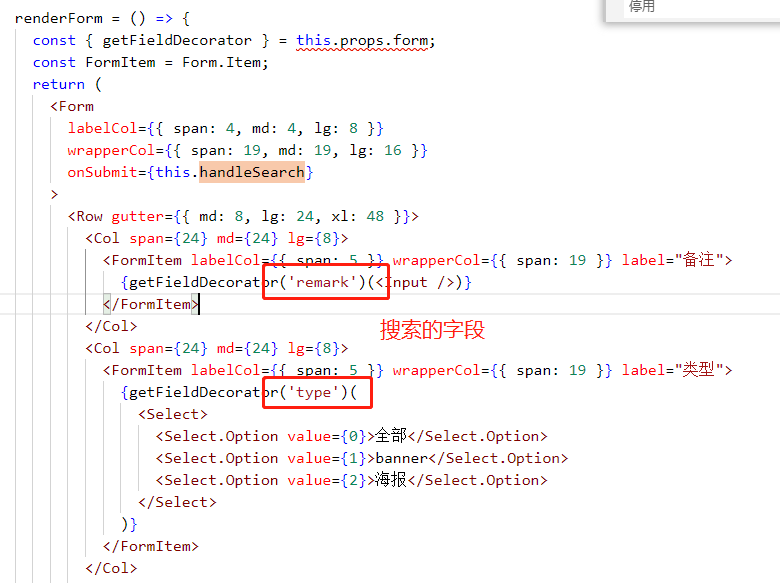 停用
renderForm = () => {
const { getFieldDecorator } = this.props.form;
const FormItem = Form.Item;
return (
<Form
labelCol={{ span: 4, md: 4, lg: 8 }}
wrapperCol={{ span: 19, md: 19, lg: 16 }}
onSubmit={this.handleSearch}
>
<Row gutter={{ md: 8, lg: 24, xl: 48 }}>
<Col span={24} md={24} lg={8}>
<FormItem labelCol={{ span: 5 }} wrapperCol={{ span: 19 }} label="备注">
{getFieldDecorator('remark')(<Input />)}
</FormItem>
</Col>
搜索的字段
<Col span={24} md={24} lg={8}>
<FormItem labelCol={{ span: 5 }} wrapperCol={{ span: 19 }} label="类型">
{getFieldDecorator('type')(
<Select>
<Select.Option value={0}>全部</Select.Option>
<Select.Option value={1}>banner</Select.Option>
<Select.Option value={2}>海报</Select.Option>
</Select>
)}
</FormItem>
</Col>